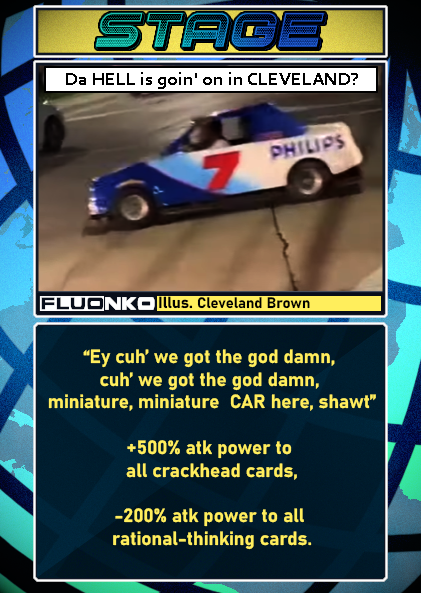 STAGE
Da HELL is goin' on in CLEVELAND?
7
PHILIPS
FLUONKO Illus. Cleveland Brown
“Ey cuh’ we got the god damn,
cuh’ we got the god damn,
miniature, miniature CAR here, shawt”
+500% atk power to
all crackhead cards,
-200% atk power to all
rational-thinking cards.